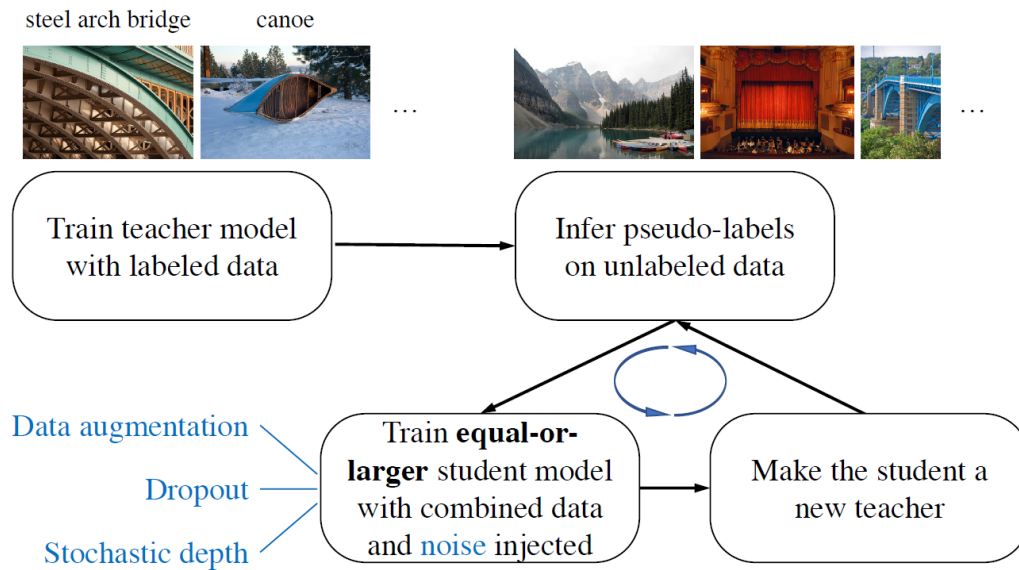 steel arch bridge
canoe
...
...
Train teacher model
with labeled data
Infer pseudo-labels
on unlabeled data
Data augmentation
Dropout
Stochastic depth
Train equal-or-
larger student model
with combined data
and noise injected
Make the student a
new teacher